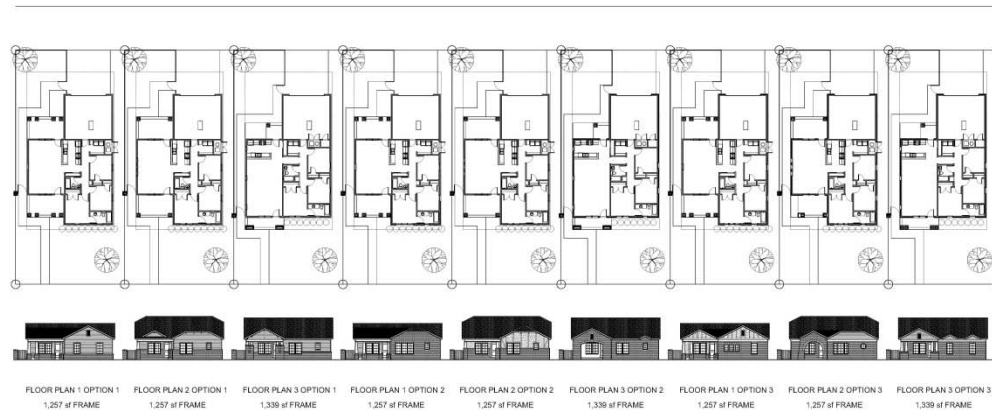 FLOOR PLAN 1 OPTION 1
1,257 sf FRAME
FLOOR PLAN 2 OPTION 1
1,257 sf FRAME
FLOOR PLAN 3 OPTION 1
1,339 sf FRAME
FLOOR PLAN 1 OPTION 2
1,257 sf FRAME
FLOOR PLAN 2 OPTION 2
1,257 sf FRAME
FLOOR PLAN 3 OPTION 2
1,339 sf FRAME
FLOOR PLAN 1 OPTION 3
1,257 sf FRAME
FLOOR PLAN 2 OPTION 3
1,257 sf FRAME
FLOOR PLAN 3 OPTION 3
1,339 sf FRAME